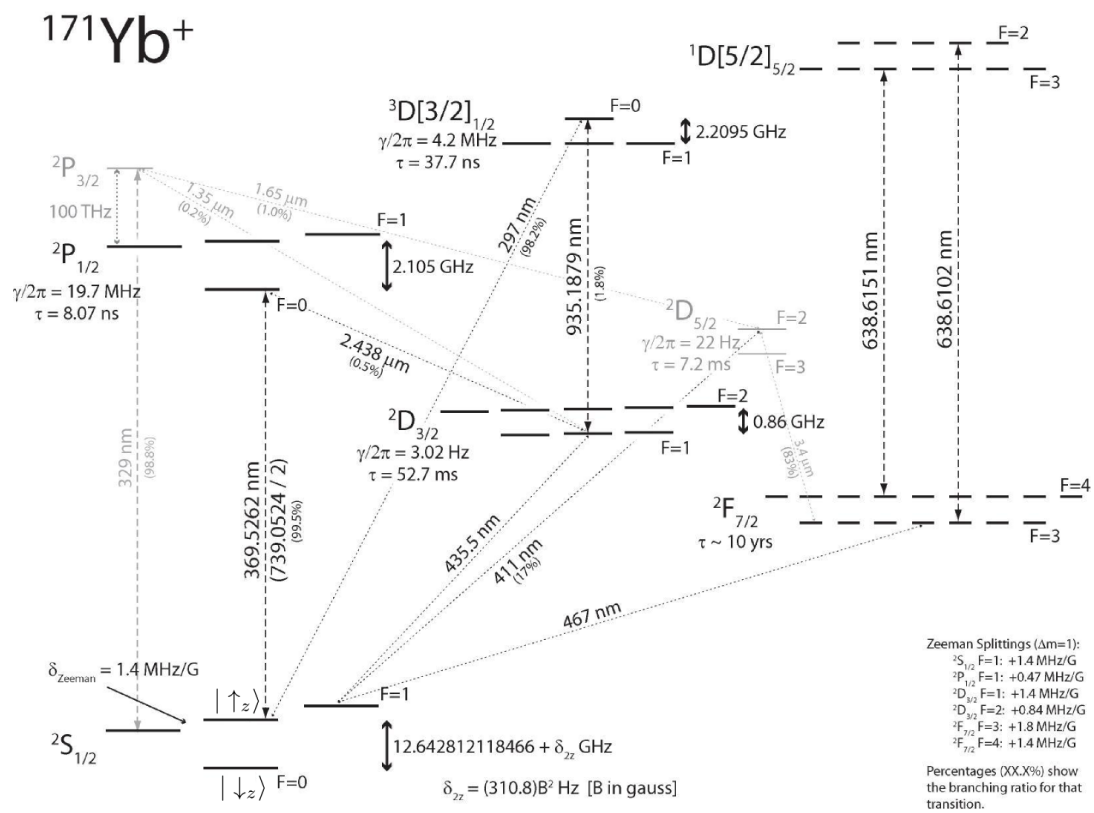 ¹⁷¹Yb⁺
F=2
¹D[5/2]₅/₂
F=3
³D[3/2]₁/₂
F=0
2.2095 GHz
γ/2π = 4.2 MHz
F=1
τ = 37.7 ns
²P₃/₂
1.35 μm
(0.2%)
1.65 μm
(1.0%)
100 THz
F=1
297 nm
(98.2%)
935.1879 nm
(1.8%)
638.6151 nm
638.6102 nm
²P₁/₂
2.105 GHz
γ/2π = 19.7 MHz
τ = 8.07 ns
F=0
²D₅/₂
F=2
γ/2π = 22 Hz
τ = 7.2 ms
F=3
2.438 μm
(0.5%)
F=2
²D₃/₂
0.86 GHz
F=1
γ/2π = 3.02 Hz
τ = 52.7 ms
3.4 μm
(83%)
329 nm
(98.8%)
369.5262 nm
(739.0524 / 2)
(99.5%)
F=4
²F₇/₂
τ ~ 10 yrs
F=3
435.5 nm
411 nm
(17%)
467 nm
δZeeman = 1.4 MHz/G
|↑z⟩
F=1
²S₁/₂
12.642812118466 + δ₂z GHz
|↓z⟩
F=0
δ₂z = (310.8)B² Hz [B in gauss]
Zeeman Splittings (Δm=1):
²S₁/₂ F=1: +1.4 MHz/G
²P₁/₂ F=1: +0.47 MHz/G
²D₃/₂ F=1: +1.4 MHz/G
²D₃/₂ F=2: +0.84 MHz/G
²F₇/₂ F=3: +1.8 MHz/G
²F₇/₂ F=4: +1.4 MHz/G
Percentages (XX.X%) show
the branching ratio for that
transition.